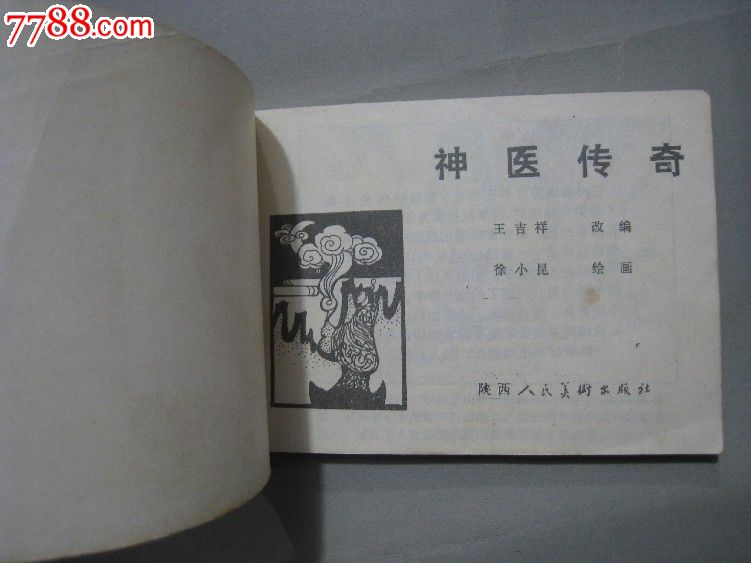 7788.com
神医传奇
王吉祥 改编
徐小昆 绘画
陕西人民美術出版社